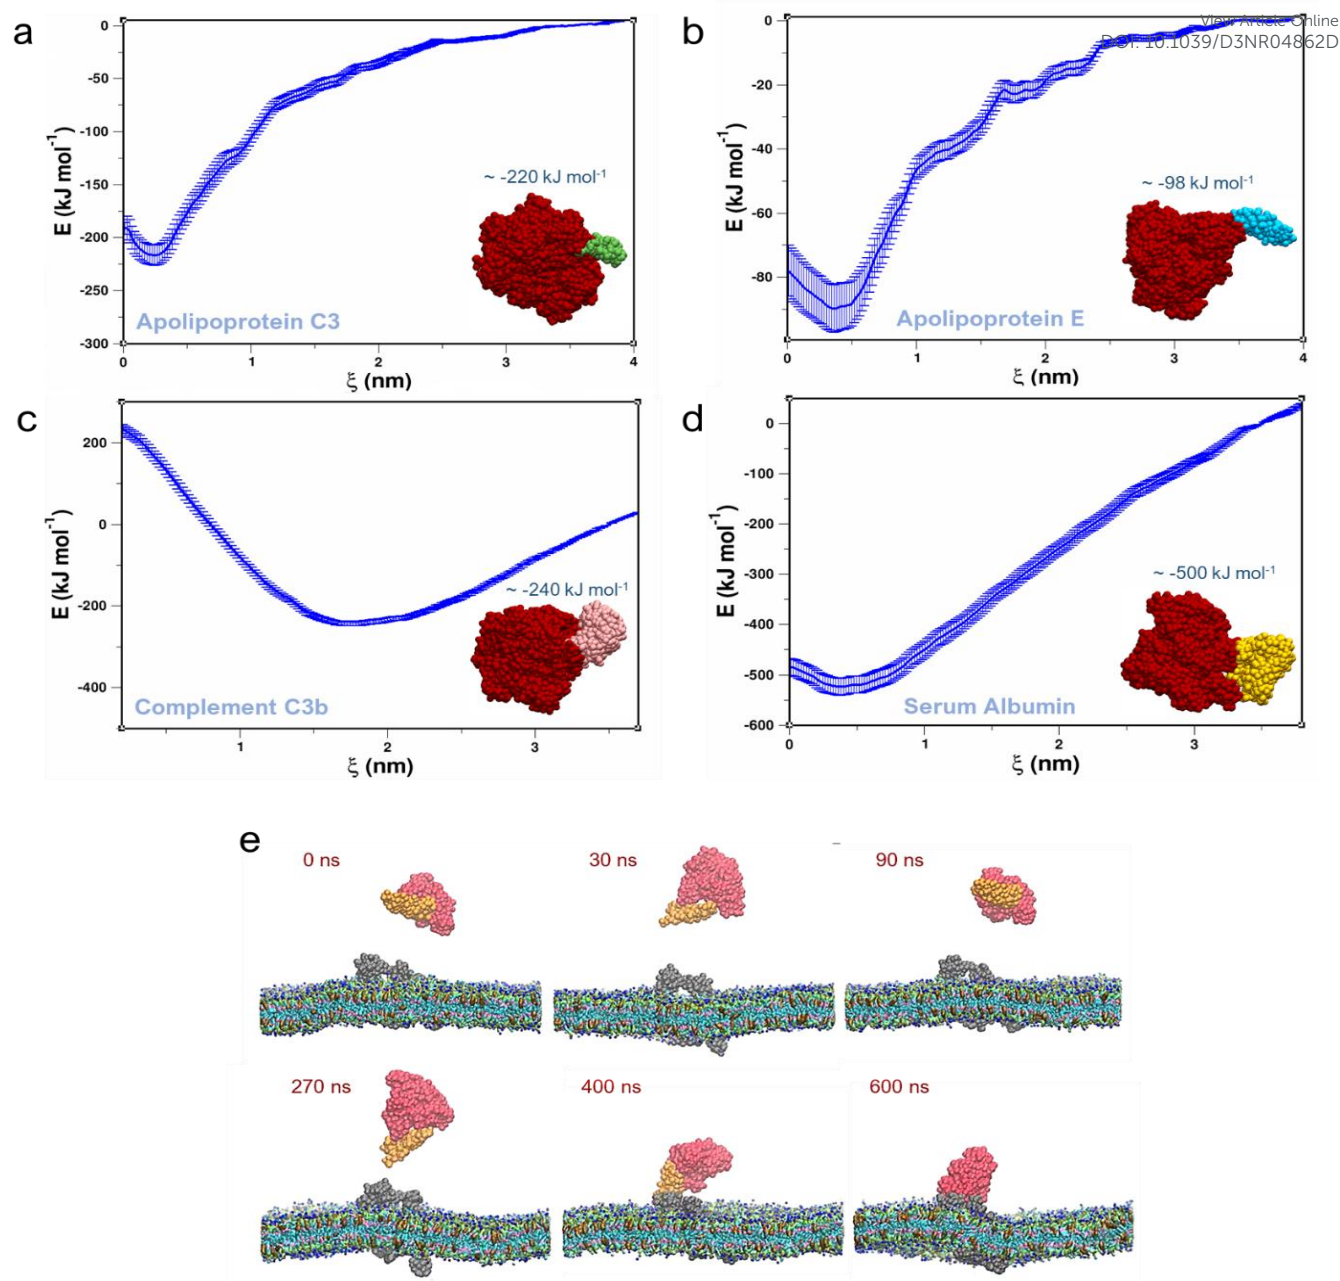 View Article Online
DOI: 10.1039/D3NR04862D
a
0
-50
-100
-150
-200
-250
-300
E (kJ mol-1)
~ -220 kJ mol-1
Apolipoprotein C3
0 1 2 3 4
ξ (nm)
b
0
-20
-40
-60
-80
E (kJ mol-1)
~ -98 kJ mol-1
Apolipoprotein E
0 1 2 3 4
ξ (nm)
c
200
0
-200
-400
E (kJ mol-1)
~ -240 kJ mol-1
Complement C3b
1 2 3
ξ (nm)
d
0
-100
-200
-300
-400
-500
-600
E (kJ mol-1)
~ -500 kJ mol-1
Serum Albumin
0 1 2 3
ξ (nm)
e
0 ns 30 ns 90 ns
270 ns 400 ns 600 ns